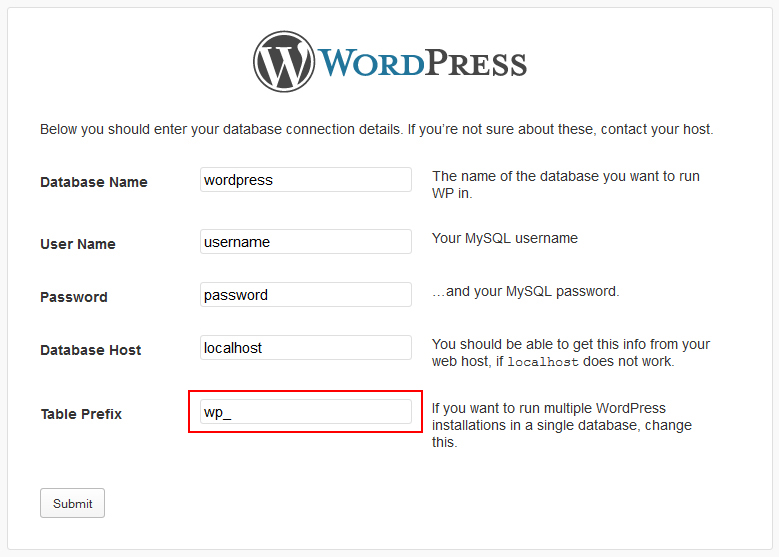 WORDPRESS
Below you should enter your database connection details. If you’re not sure about these, contact your host.
Database Name
wordpress
The name of the database you want to run
WP in.
User Name
username
Your MySQL username
Password
password
…and your MySQL password.
Database Host
localhost
You should be able to get this info from your
web host, if localhost does not work.
Table Prefix
wp_
If you want to run multiple WordPress
installations in a single database, change
this.
Submit